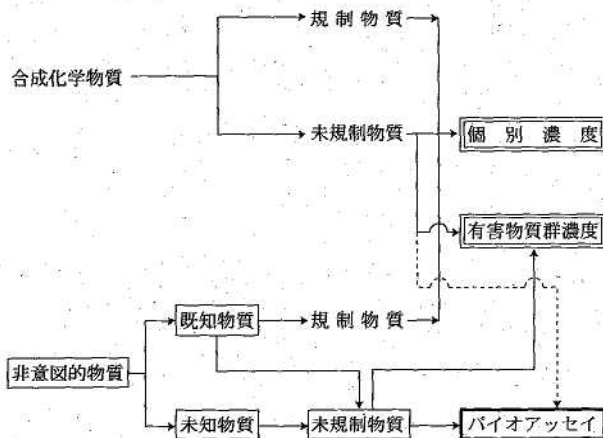 規制物質
合成化学物質
未規制物質
個別濃度
有害物質群濃度
既知物質
規制物質
非意図的物質
未知物質
未規制物質
バイオアッセイ